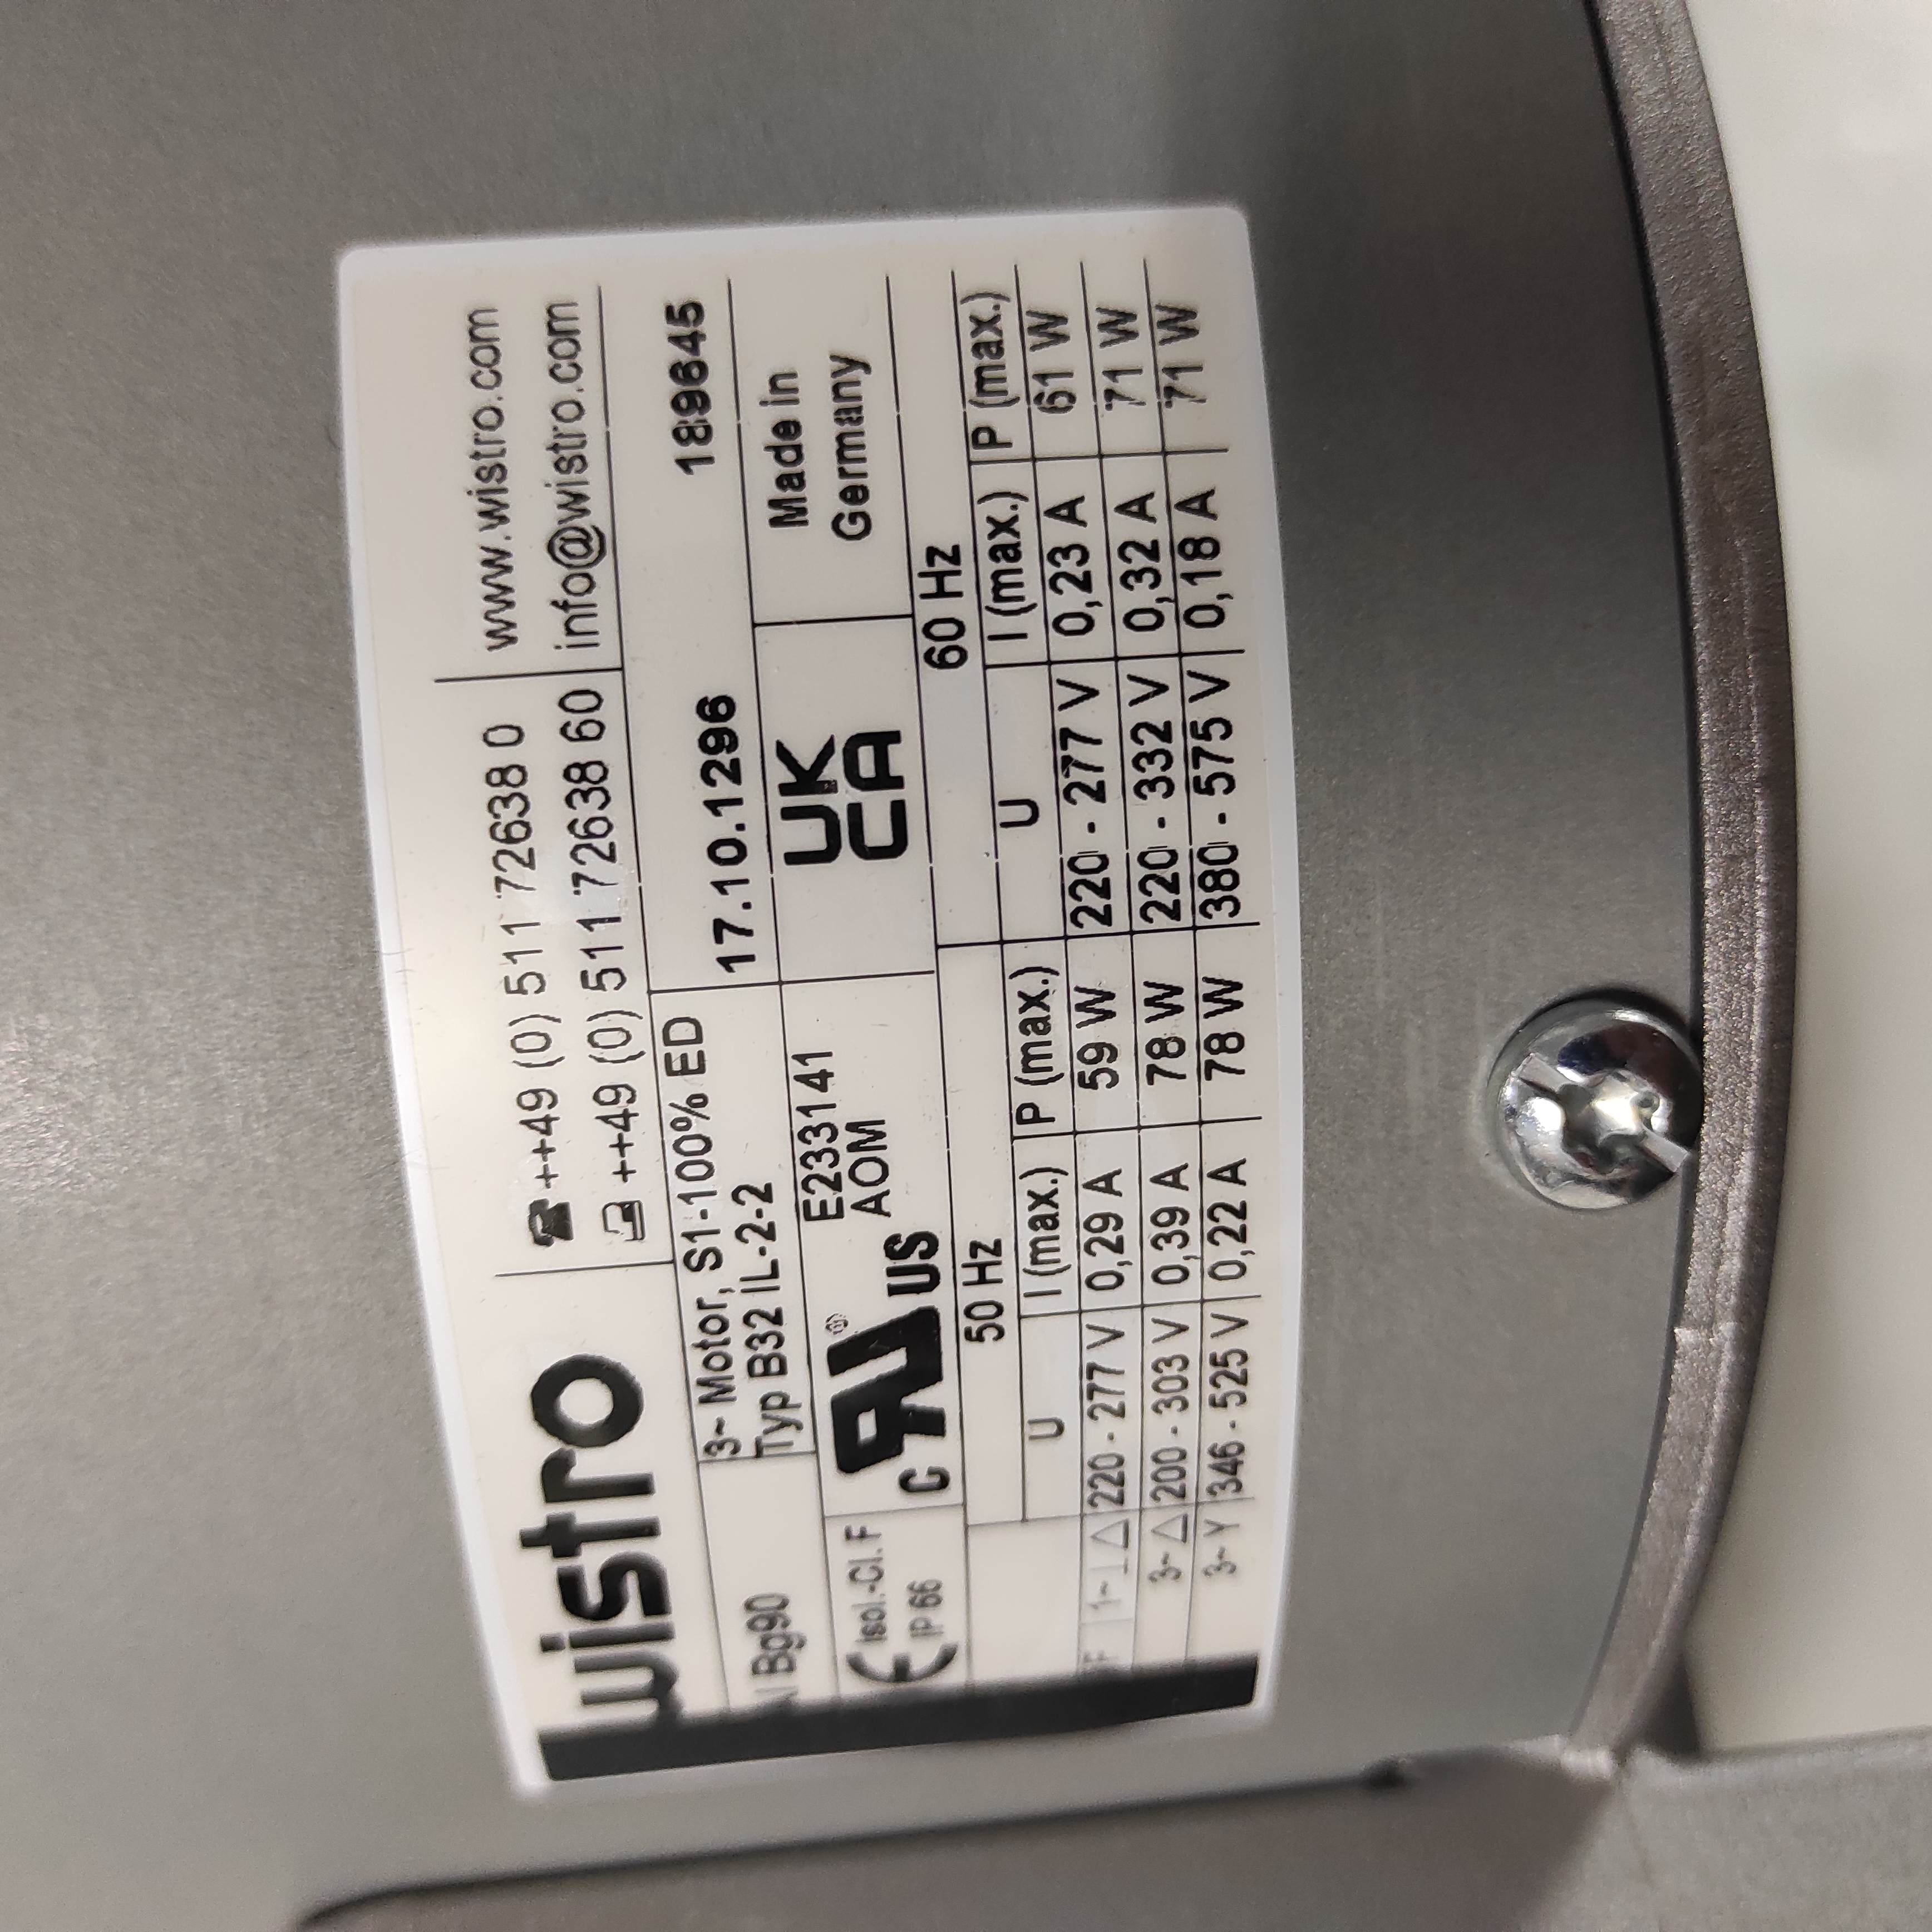 wistro
++49 (0) 511 72638 0 www.wistro.com
++49 (0) 511 72638 60 info@wistro.com
Bg90 3~ Motor, S1-100% ED 17.10.1296 189645
Typ B32 IL-2-2
CE Isol.-Cl. F IP 66 c RU ® US E233141 AOM UK CA Made in Germany
50 Hz 60 Hz
U I (max.) P (max.) U I (max.) P (max.)
1~ ⊥ △ 220 - 277 V 0,29 A 59 W 220 - 277 V 0,23 A 61 W
3~ △ 200 - 303 V 0,39 A 78 W 220 - 332 V 0,32 A 71 W
3~ Y 346 - 525 V 0,22 A 78 W 380 - 575 V 0,18 A 71 W